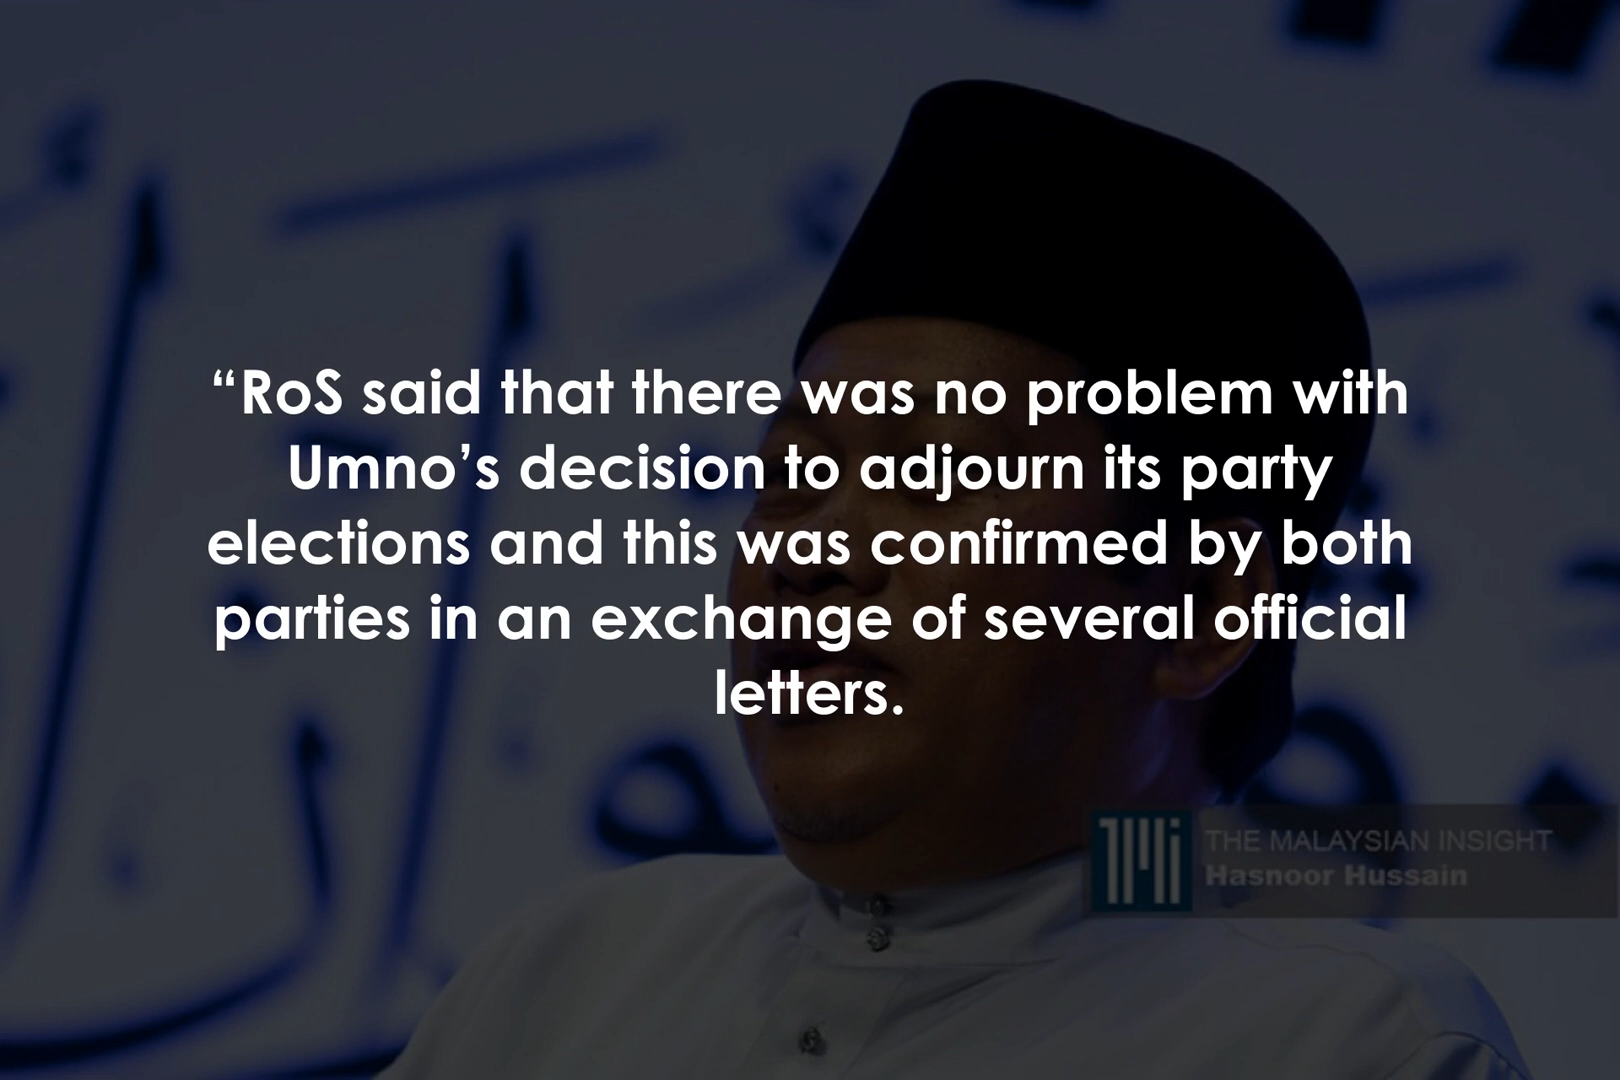 “RoS said that there was no problem with
Umno’s decision to adjourn its party
elections and this was confirmed by both
parties in an exchange of several official
letters.
THE MALAYSIAN INSIGHT
Hasnoor Hussain